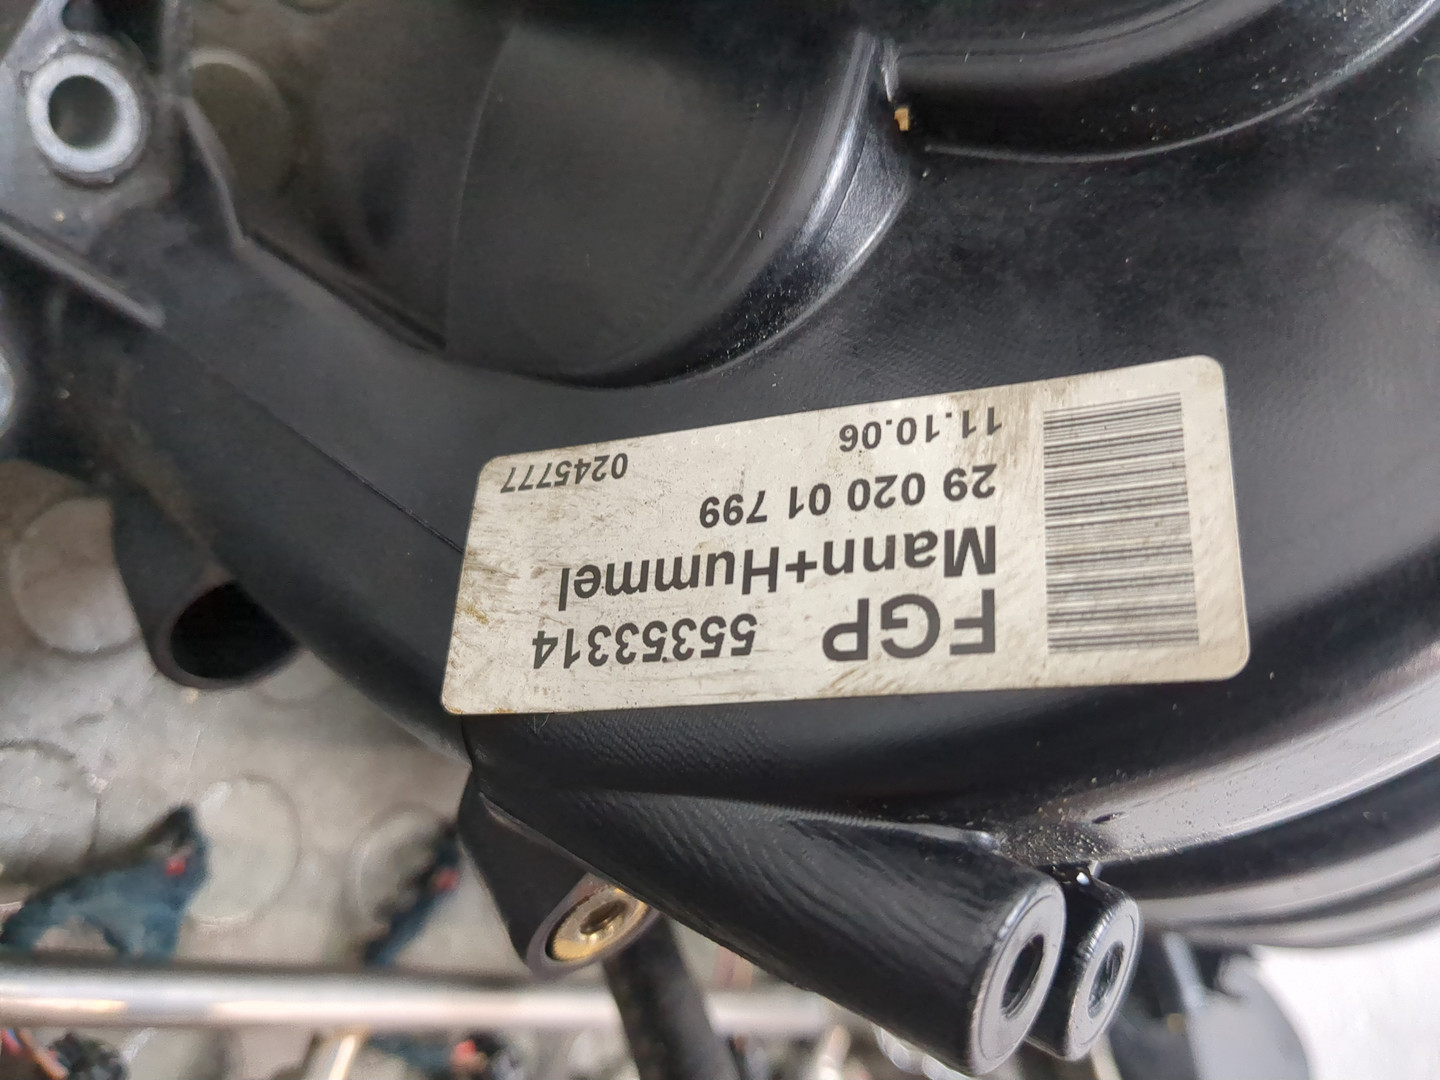 FGP 55353314
Mann+Hummel
29 020 01 799
11.10.06 0245777